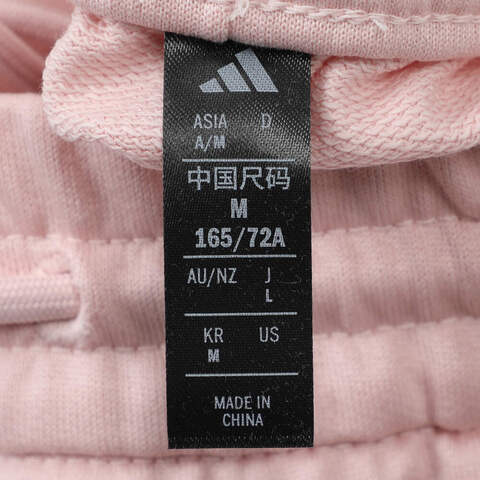 ASIA D
A/M
中国尺码
M
165/72A
AU/NZ J
L
KR US
M
MADE IN
CHINA